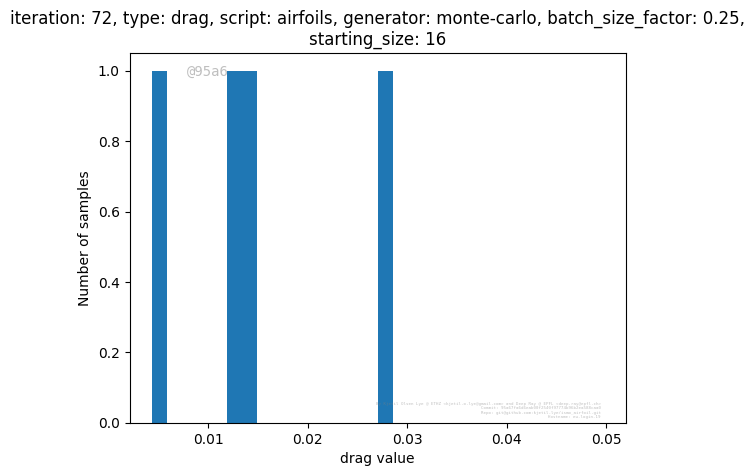 iteration: 72, type: drag, script: airfoils, generator: monte-carlo, batch_size_factor: 0.25,
starting_size: 16
@95a6
1.0
0.8
0.6
0.4
0.2
0.0
Number of samples
0.01
0.02
0.03
0.04
0.05
drag value